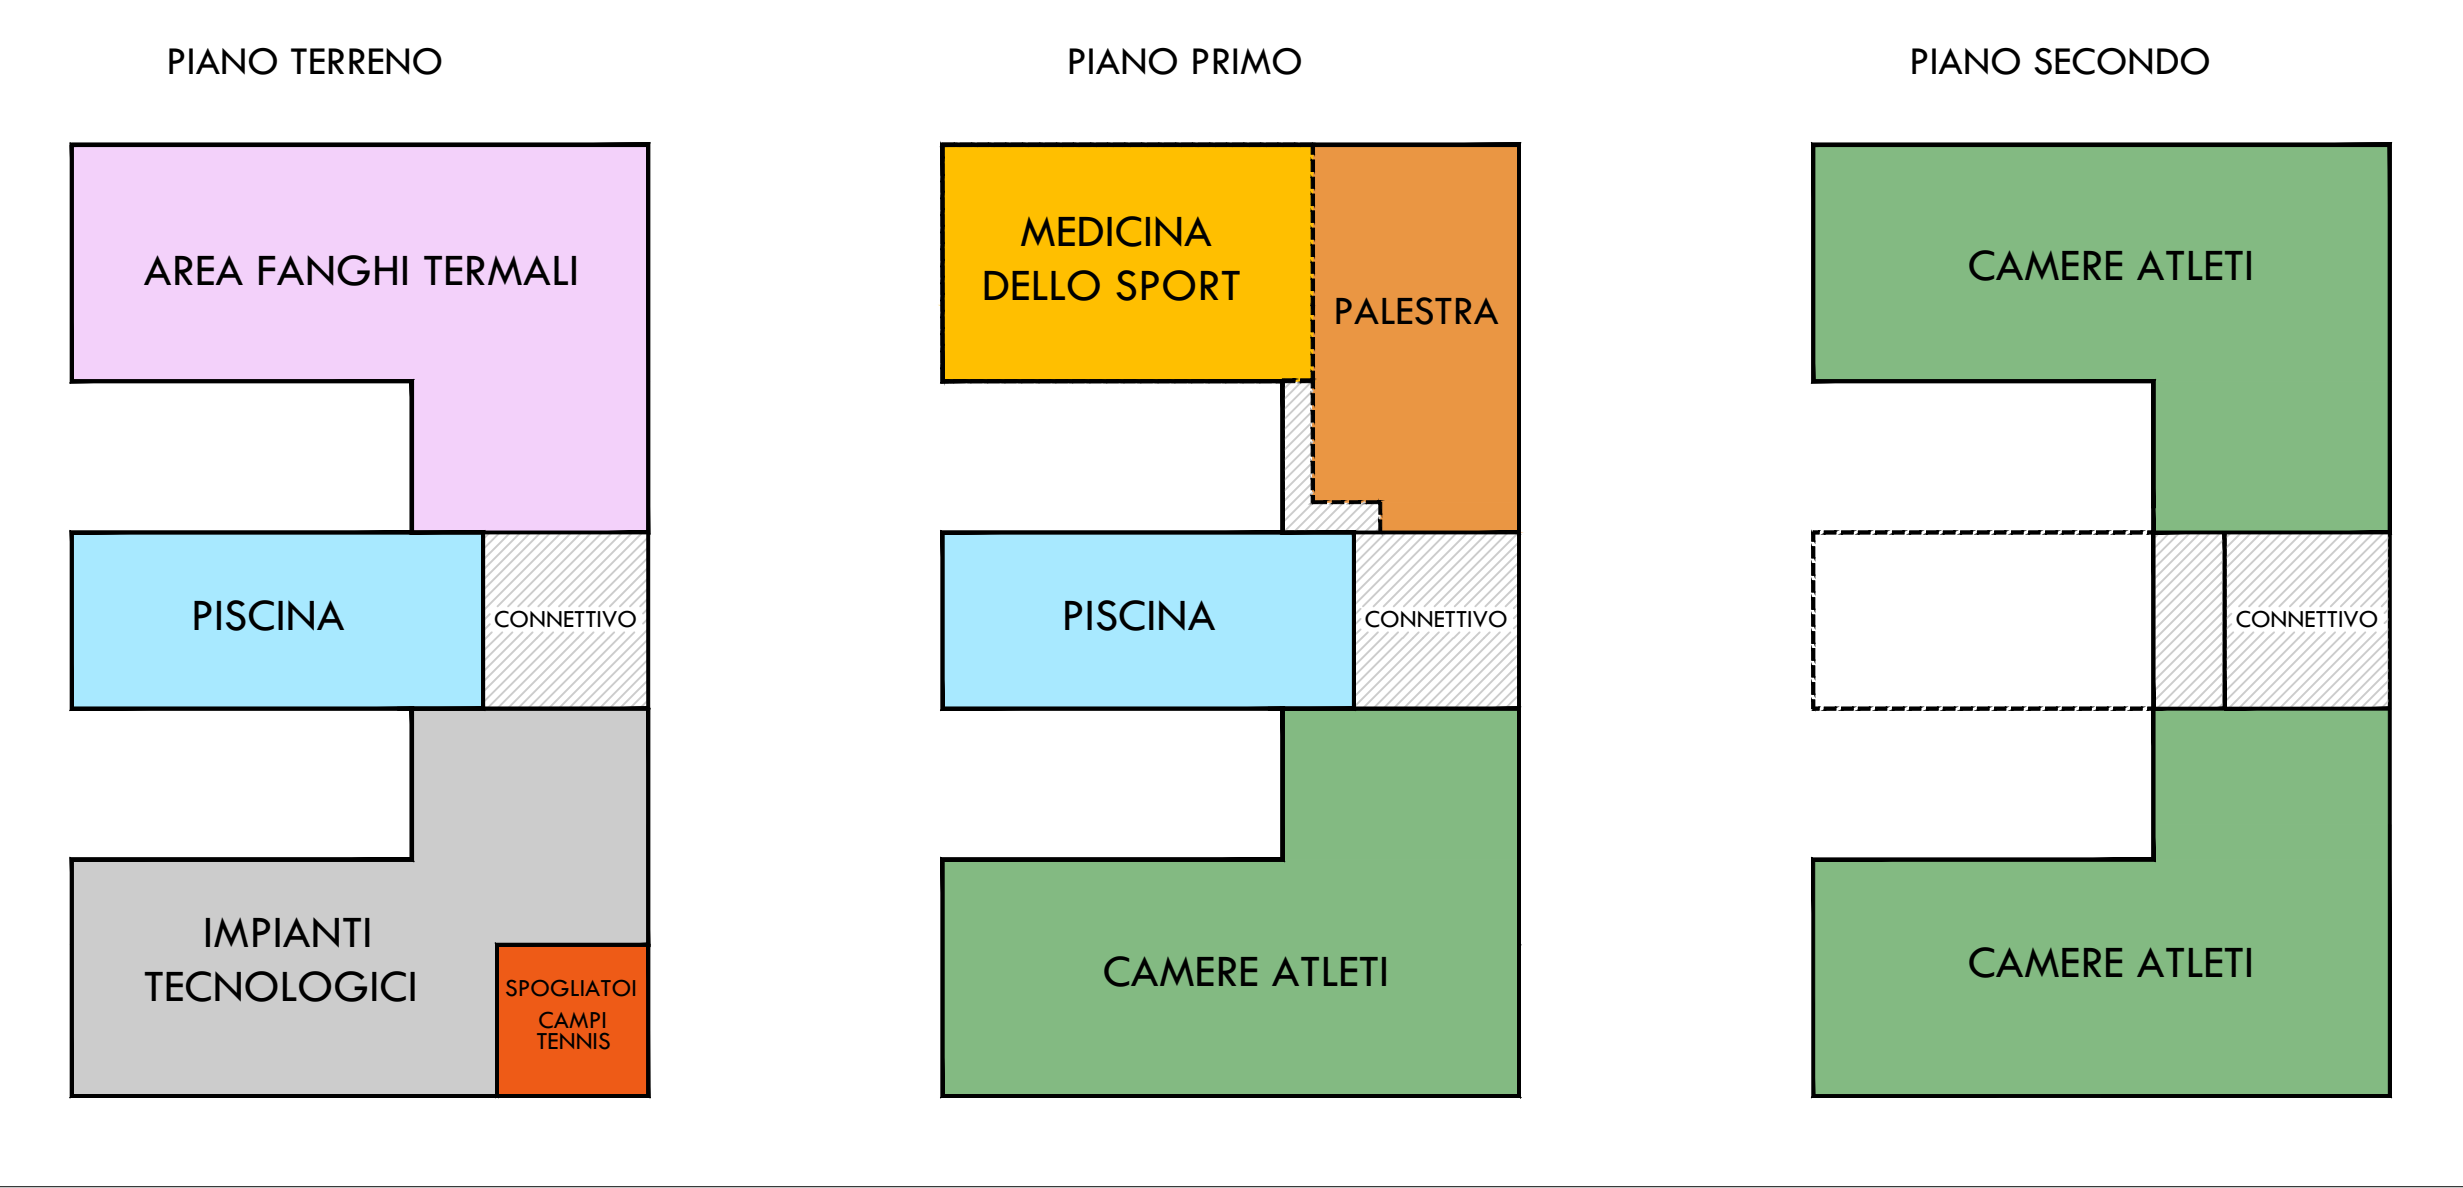 PIANO TERRENO
AREA FANGHI TERMALI
PISCINA
CONNETTIVO
IMPIANTI
TECNOLOGICI
SPOGLIATOI
CAMPI
TENNIS
PIANO PRIMO
MEDICINA
DELLO SPORT
PALESTRA
PISCINA
CONNETTIVO
CAMERE ATLETI
PIANO SECONDO
CAMERE ATLETI
CONNETTIVO
CAMERE ATLETI